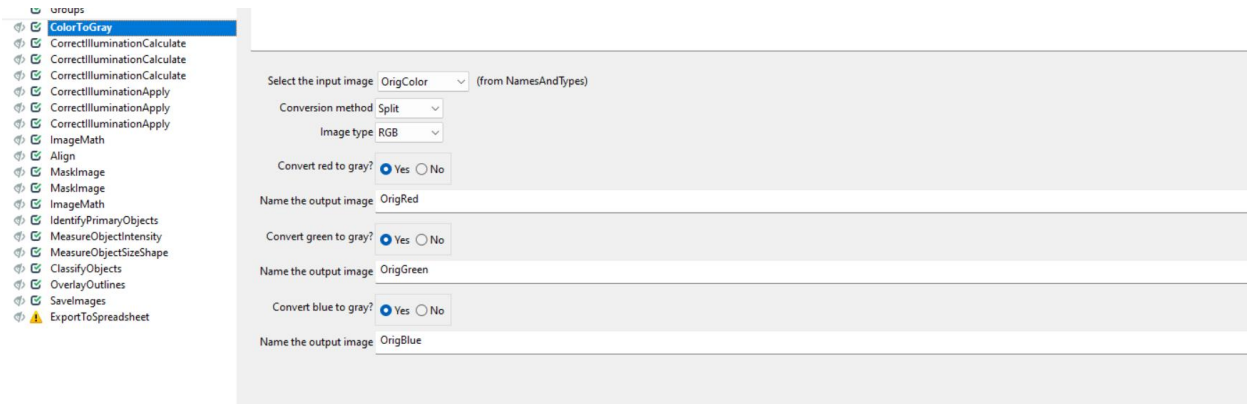 Groups
ColorToGray
CorrectIlluminationCalculate
CorrectIlluminationCalculate
CorrectIlluminationCalculate
CorrectIlluminationApply
CorrectIlluminationApply
CorrectIlluminationApply
ImageMath
Align
MaskImage
MaskImage
ImageMath
IdentifyPrimaryObjects
MeasureObjectIntensity
MeasureObjectSizeShape
ClassifyObjects
OverlayOutlines
SaveImages
ExportToSpreadsheet
Select the input image OrigColor (from NamesAndTypes)
Conversion method Split
Image type RGB
Convert red to gray? Yes No
Name the output image OrigRed
Convert green to gray? Yes No
Name the output image OrigGreen
Convert blue to gray? Yes No
Name the output image OrigBlue